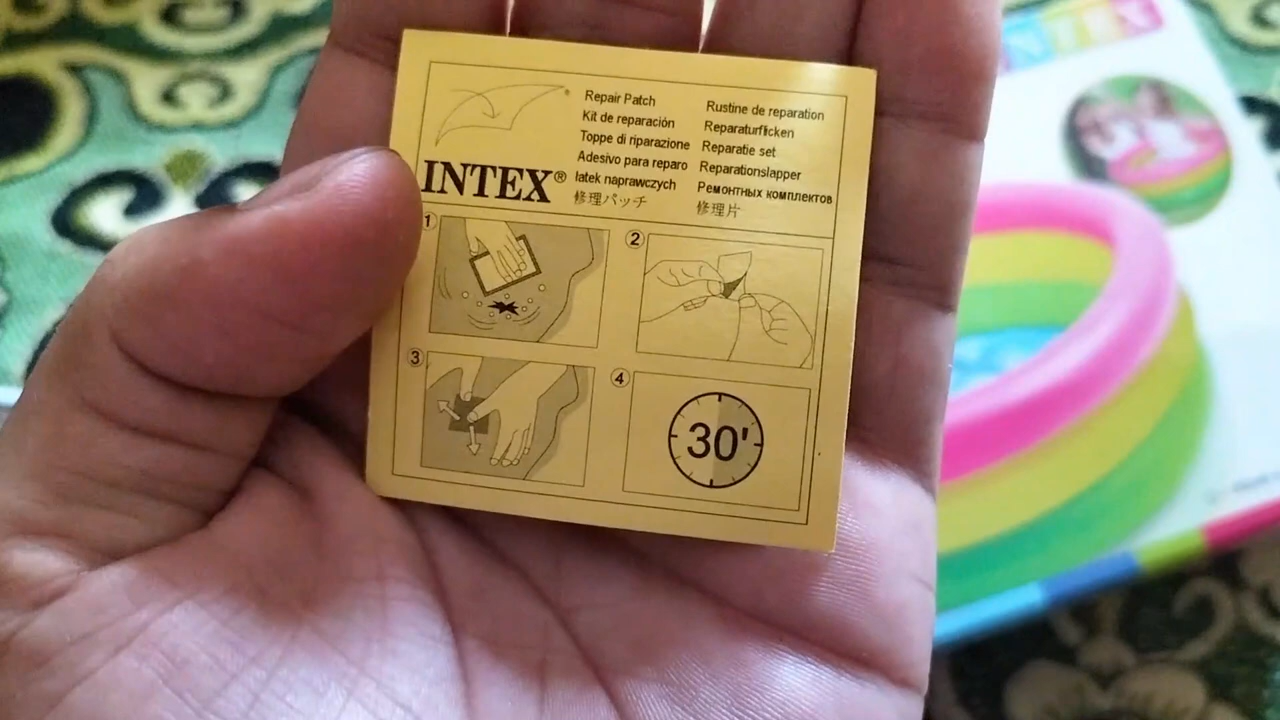 INTEX®
Repair Patch
Kit de reparación
Toppe di riparazione
Adesivo para reparo
łatek naprawczych
修理パッチ
Rustine de reparation
Reparaturflicken
Reparatie set
Reparationslapper
Ремонтных комплектов
修理片
1
2
3
4
30'
INTEX